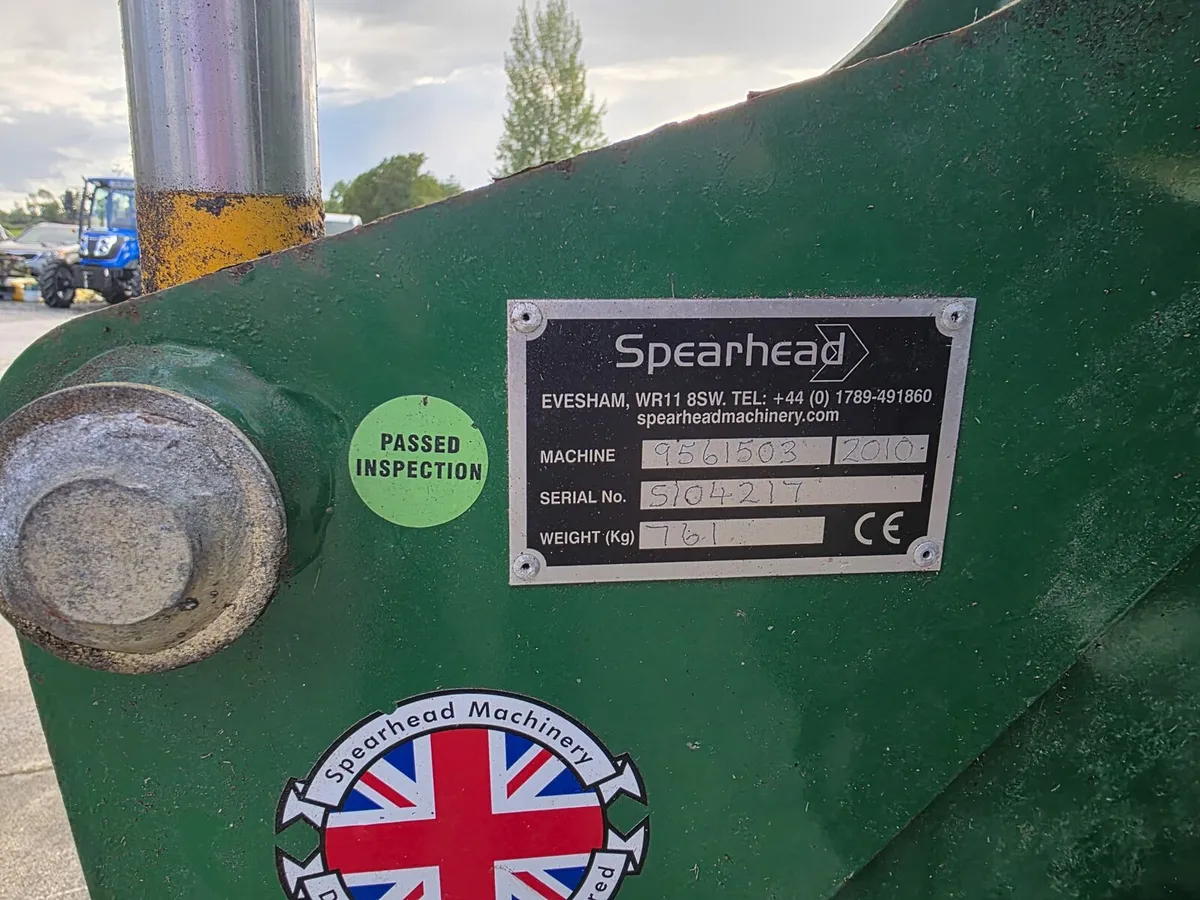 Spearhead
EVESHAM, WR11 8SW. TEL: +44 (0) 1789-491860
spearheadmachinery.com
MACHINE 9561503 2010
SERIAL No. S104217
WEIGHT (Kg) 761
CE
PASSED
INSPECTION
Spearhead Machinery